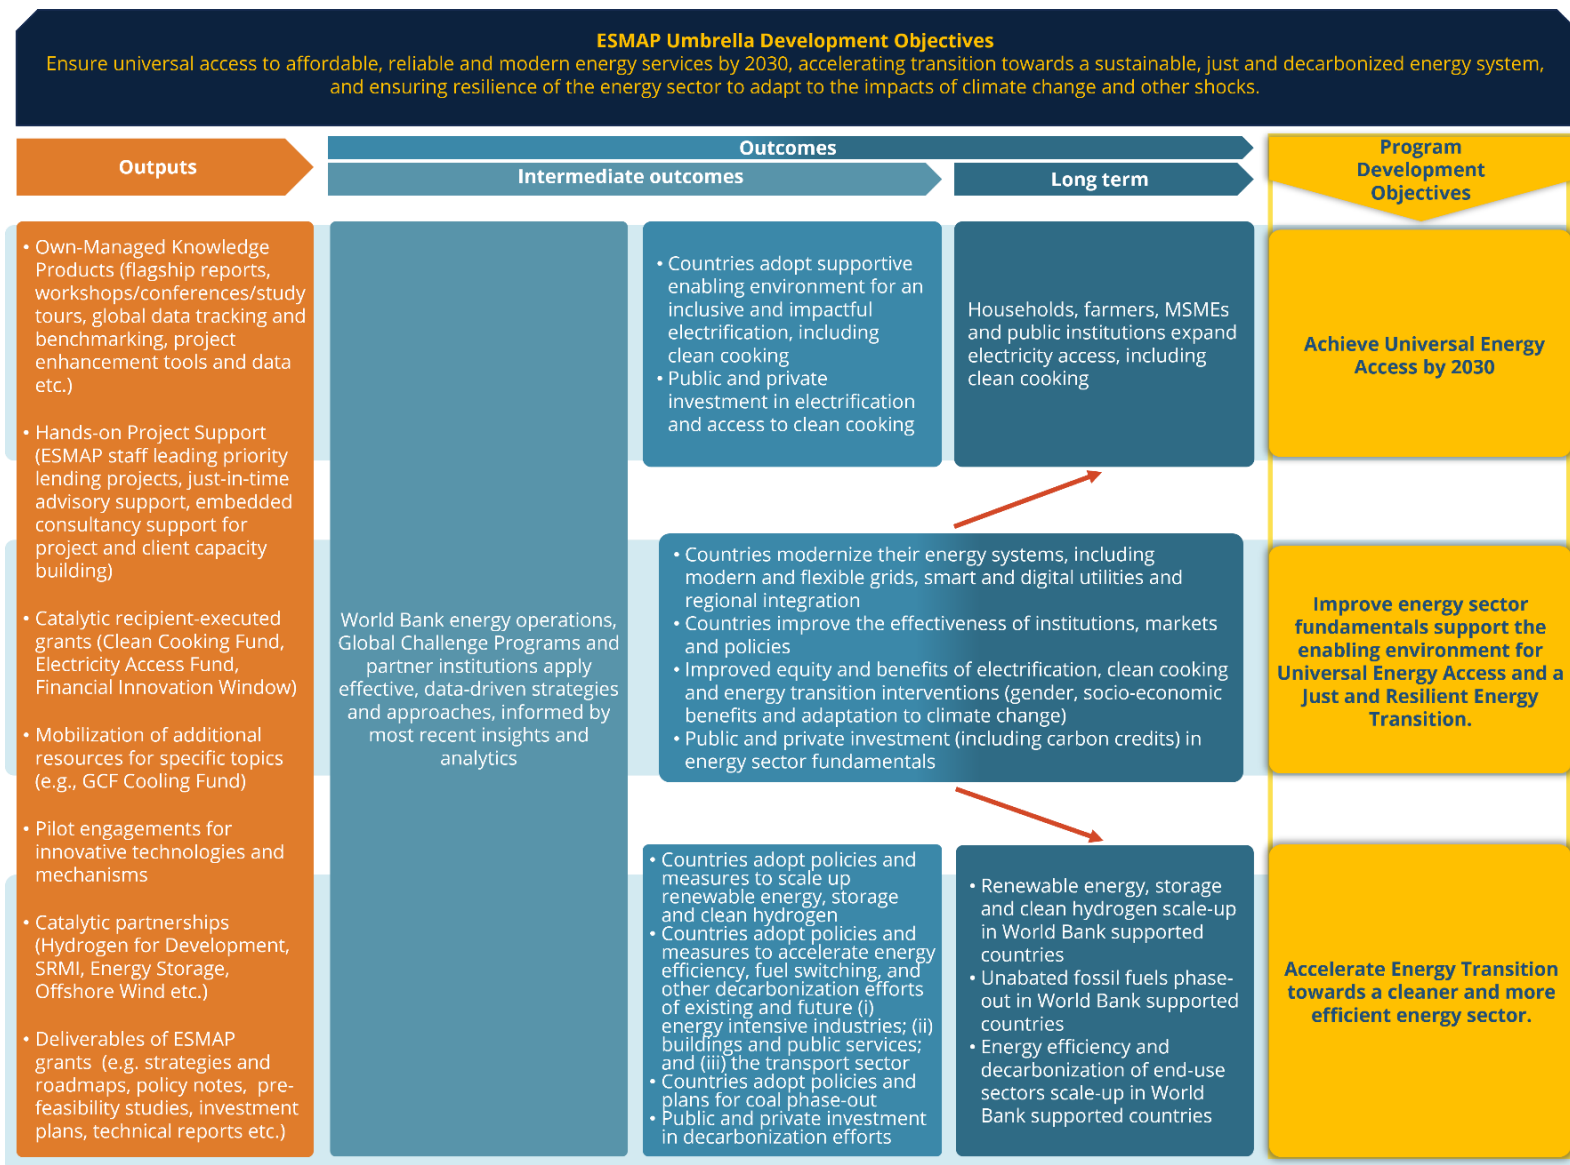 ESMAP Umbrella Development Objectives
Ensure universal access to affordable, reliable and modern energy services by 2030, accelerating transition towards a sustainable, just and decarbonized energy system,
and ensuring resilience of the energy sector to adapt to the impacts of climate change and other shocks.
Outputs
Outcomes
Intermediate outcomes
Long term
Program
Development
Objectives
• Own-Managed Knowledge
Products (flagship reports,
workshops/conferences/study
tours, global data tracking and
benchmarking, project
enhancement tools and data
etc.)
• Hands-on Project Support
(ESMAP staff leading priority
lending projects, just-in-time
advisory support, embedded
consultancy support for
project and client capacity
building)
• Catalytic recipient-executed
grants (Clean Cooking Fund,
Electricity Access Fund,
Financial Innovation Window)
• Mobilization of additional
resources for specific topics
(e.g., GCF Cooling Fund)
• Pilot engagements for
innovative technologies and
mechanisms
• Catalytic partnerships
(Hydrogen for Development,
SRMI, Energy Storage,
Offshore Wind etc.)
• Deliverables of ESMAP
grants (e.g. strategies and
roadmaps, policy notes, pre-
feasibility studies, investment
plans, technical reports etc.)
World Bank energy operations,
Global Challenge Programs and
partner institutions apply
effective, data-driven strategies
and approaches, informed by
most recent insights and
analytics
• Countries adopt supportive
enabling environment for an
inclusive and impactful
electrification, including
clean cooking
• Public and private
investment in electrification
and access to clean cooking
Households, farmers, MSMEs
and public institutions expand
electricity access, including
clean cooking
Achieve Universal Energy
Access by 2030
• Countries modernize their energy systems, including
modern and flexible grids, smart and digital utilities and
regional integration
• Countries improve the effectiveness of institutions, markets
and policies
• Improved equity and benefits of electrification, clean cooking
and energy transition interventions (gender, socio-economic
benefits and adaptation to climate change)
• Public and private investment (including carbon credits) in
energy sector fundamentals
Improve energy sector
fundamentals support the
enabling environment for
Universal Energy Access and a
Just and Resilient Energy
Transition.
• Countries adopt policies and
measures to scale up
renewable energy, storage
and clean hydrogen
• Countries adopt policies and
measures to accelerate energy
efficiency, fuel switching, and
other decarbonization efforts
of existing and future (i)
energy intensive industries; (ii)
buildings and public services;
and (iii) the transport sector
• Countries adopt policies and
plans for coal phase-out
• Public and private investment
in decarbonization efforts
• Renewable energy, storage
and clean hydrogen scale-up
in World Bank supported
countries
• Unabated fossil fuels phase-
out in World Bank supported
countries
• Energy efficiency and
decarbonization of end-use
sectors scale-up in World
Bank supported countries
Accelerate Energy Transition
towards a cleaner and more
efficient energy sector.